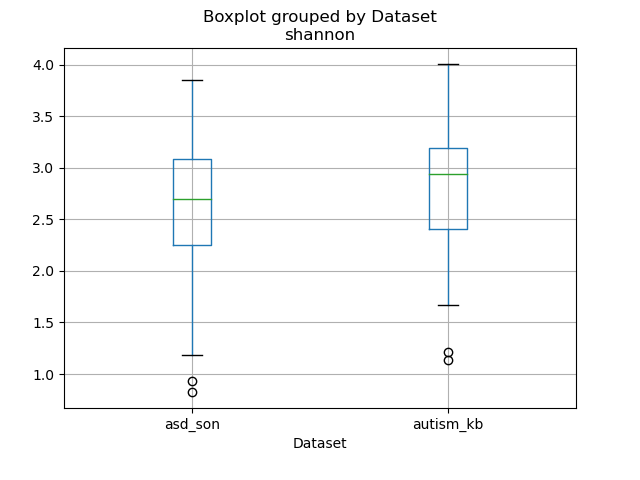 Boxplot grouped by Dataset
shannon
4.0
3.5
3.0
2.5
2.0
1.5
1.0
asd_son autism_kb
Dataset